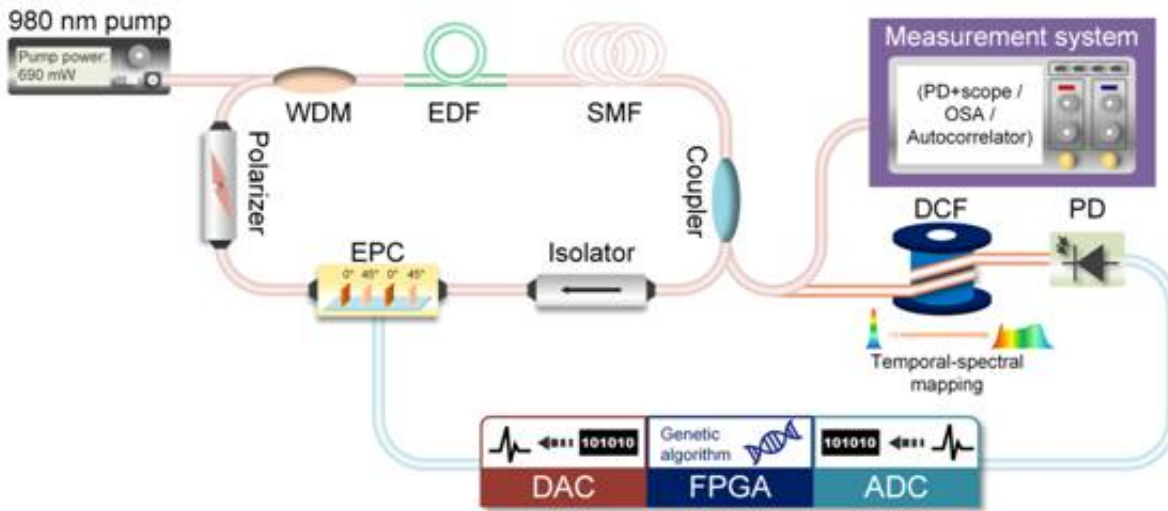 980 nm pump
Pump power:
690 mW
WDM
EDF
SMF
Measurement system
(PD+scope /
OSA /
Autocorrelator)
Polarizer
Coupler
DCF
PD
EPC
0° 45° 0° 45°
Isolator
Temporal-spectral
mapping
101010
Genetic
algorithm
101010
DAC
FPGA
ADC